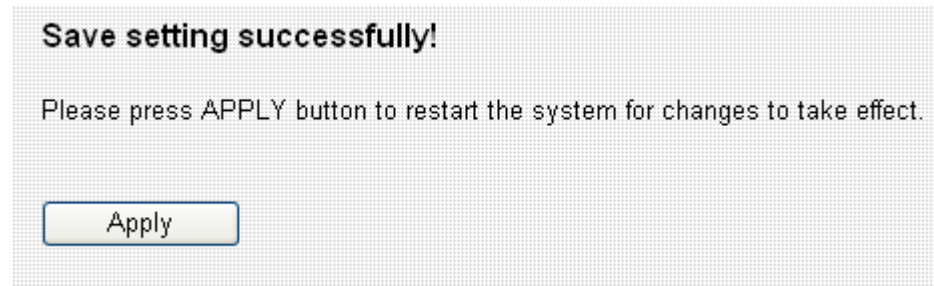 Save setting successfully!
Please press APPLY button to restart the system for changes to take effect.
Apply